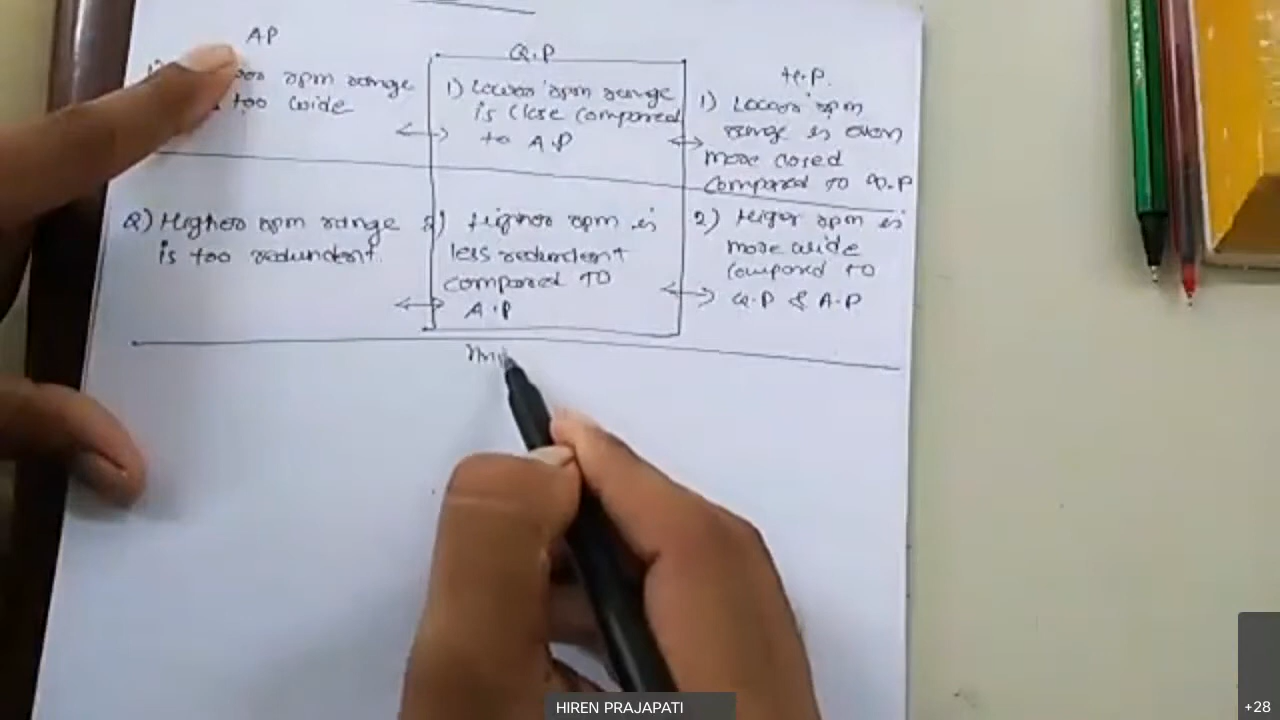 AP
rpm range
too wide
2) Higher rpm range
is too redundent.
Q.P
1) Lower rpm range
is close compared
to A.P
2) Higher rpm is
less redundent
compared to
A.P
H.P.
1) Lower rpm
range is even
more closed
compared to Q.P
2) Higer rpm is
more wide
compared to
Q.P & A.P
HIREN PRAJAPATI
+28